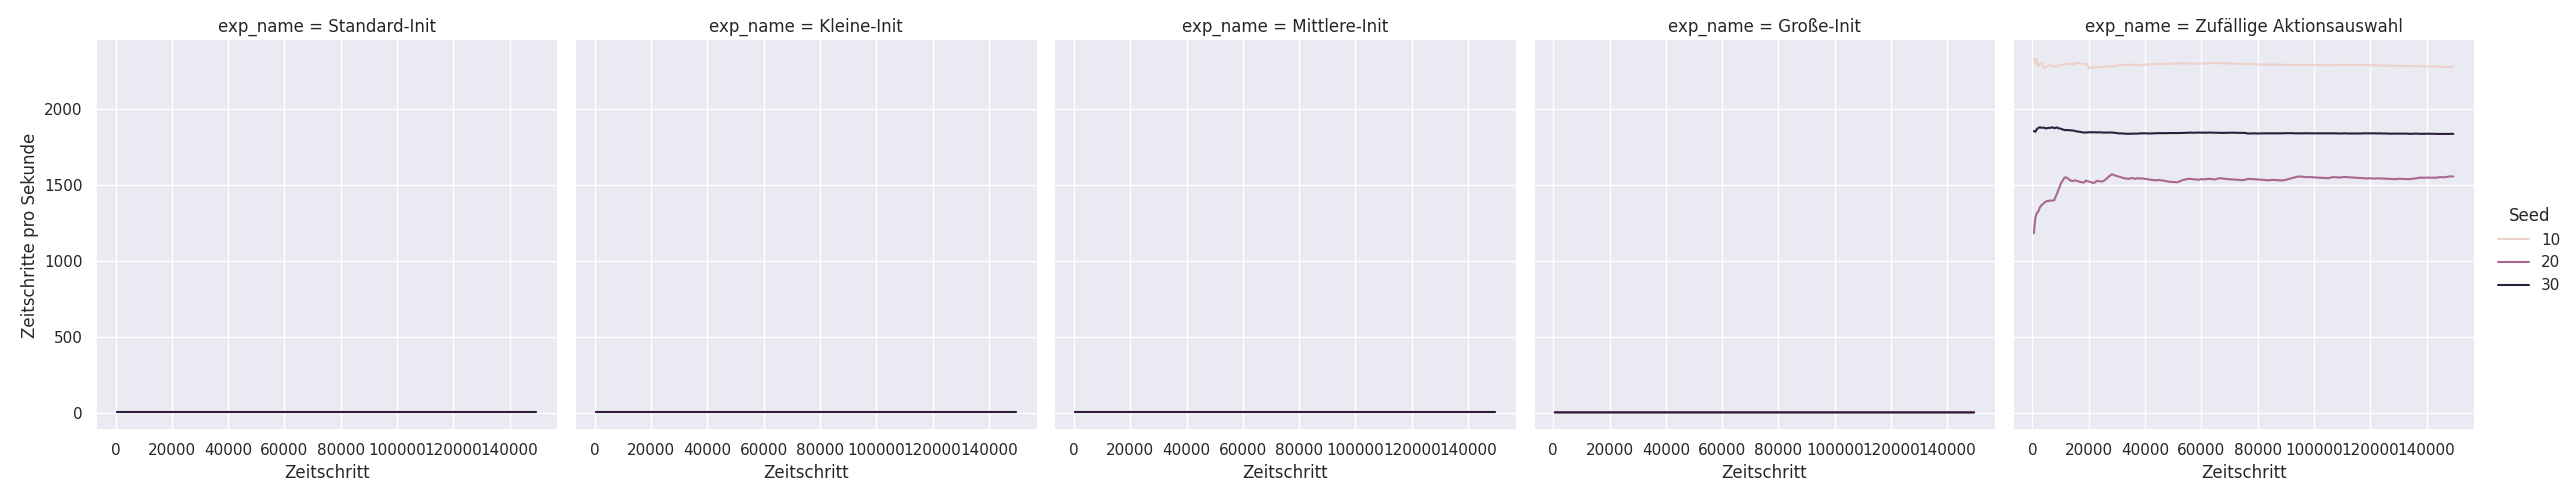 exp_name = Standard-Init
exp_name = Kleine-Init
exp_name = Mittlere-Init
exp_name = Große-Init
exp_name = Zufällige Aktionsauswahl
Zeitschritte pro Sekunde
2000
1500
1000
500
0
0 20000 40000 60000 80000 100000 120000 140000
Zeitschritt
0 20000 40000 60000 80000 100000 120000 140000
Zeitschritt
0 20000 40000 60000 80000 100000 120000 140000
Zeitschritt
0 20000 40000 60000 80000 100000 120000 140000
Zeitschritt
0 20000 40000 60000 80000 100000 120000 140000
Zeitschritt
Seed
10
20
30